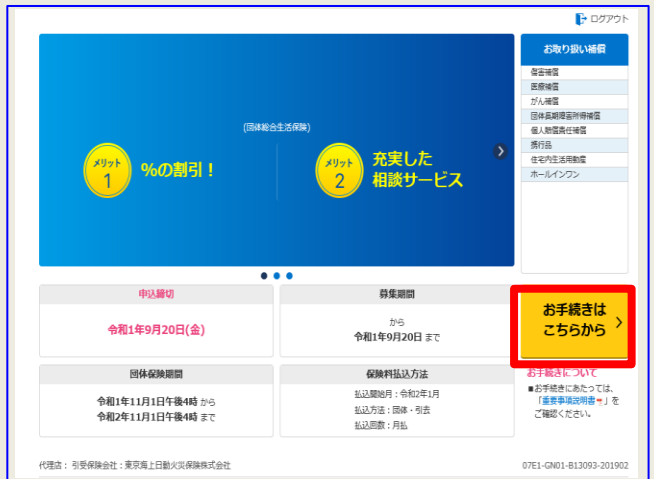 ログアウト
(団体総合生活保険)
メリット
1
%の割引！
メリット
2
充実した
相談サービス
お取り扱い補償
傷害補償
医療補償
がん補償
団体長期障害所得補償
個人賠償責任補償
携行品
住宅内生活用動産
ホールインワン
申込締切
令和1年9月20日(金)
募集期間
から
令和1年9月20日 まで
お手続きは
こちらから
団体保険期間
令和1年11月1日午後4時 から
令和2年11月1日午後4時 まで
保険料払込方法
払込開始月：令和2年1月
払込方法：団体・引去
払込回数：月払
お手続きについて
■お手続きにあたっては、
「重要事項説明書」を
ご確認ください。
代理店： 引受保険会社：東京海上日動火災保険株式会社
07E1-GN01-B13093-201902